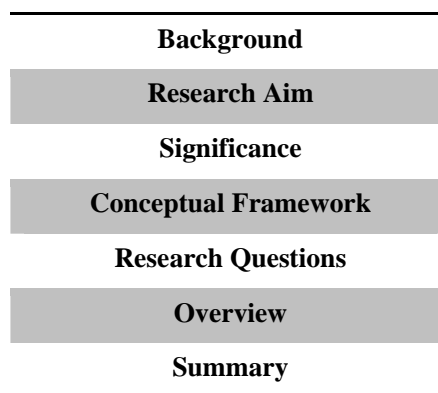 Background
Research Aim
Significance
Conceptual Framework
Research Questions
Overview
Summary